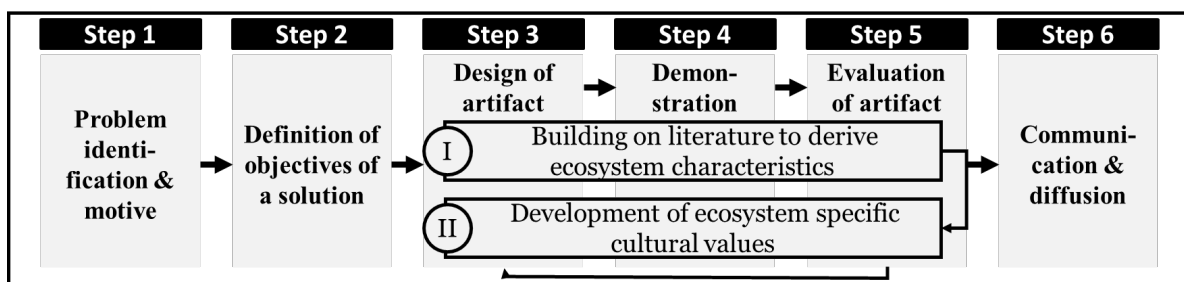 Step 1
Problem
identi-
fication &
motive
Step 2
Definition of
objectives of
a solution
Step 3
Design of
artifact
Step 4
Demon-
stration
Step 5
Evaluation
of artifact
I
Building on literature to derive
ecosystem characteristics
II
Development of ecosystem specific
cultural values
Step 6
Communi-
cation &
diffusion